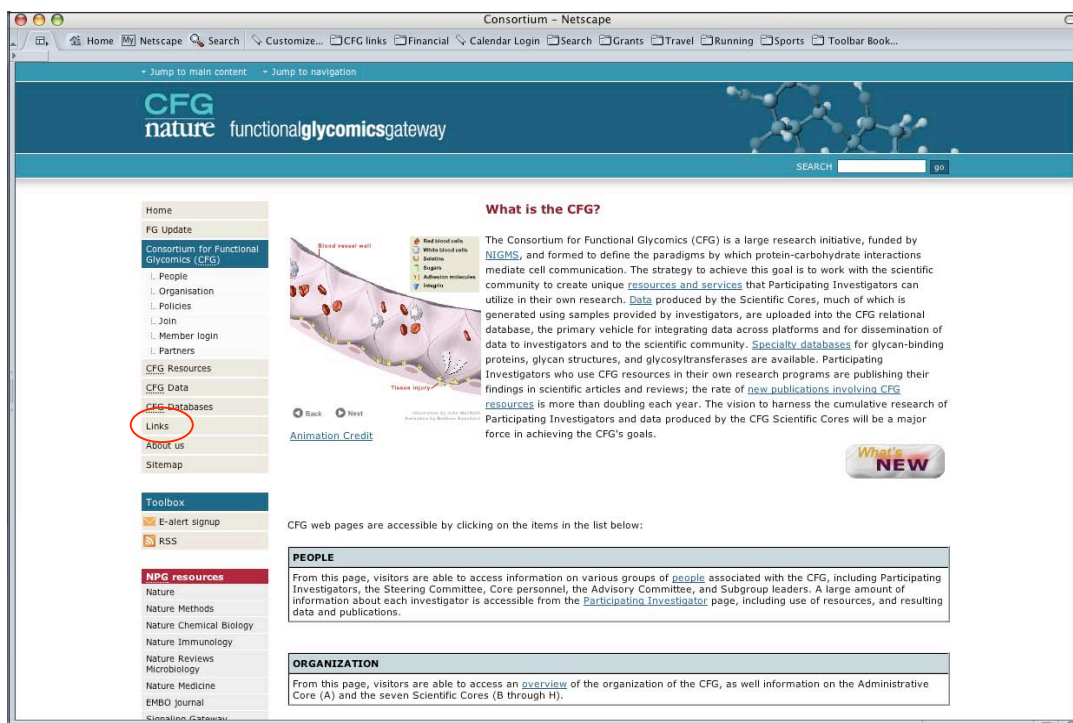 Consortium – Netscape
Home My Netscape Search Customize... CFG links Financial Calendar Login Search Grants Travel Running Sports Toolbar Book...
Jump to main content Jump to navigation
CFG
nature functionalglycomicsgateway
SEARCH go
Home
FG Update
Consortium for Functional
Glycomics (CFG)
People
Organisation
Policies
Join
Member login
Partners
CFG Resources
CFG Data
CFG Databases
Links
About us
Sitemap
Toolbox
E-alert signup
RSS
NPG resources
Nature
Nature Methods
Nature Chemical Biology
Nature Immunology
Nature Reviews
Microbiology
Nature Medicine
EMBO Journal
Signaling Gateway
Blood vessel wall
Red blood cells
White blood cells
Selectins
Sugars
Adhesion molecules
Integrin
Tissue injury
Back Next
Animation Credit
What is the CFG?
The Consortium for Functional Glycomics (CFG) is a large research initiative, funded by
NIGMS, and formed to define the paradigms by which protein-carbohydrate interactions
mediate cell communication. The strategy to achieve this goal is to work with the scientific
community to create unique resources and services that Participating Investigators can
utilize in their own research. Data produced by the Scientific Cores, much of which is
generated using samples provided by investigators, are uploaded into the CFG relational
database, the primary vehicle for integrating data across platforms and for dissemination of
data to investigators and to the scientific community. Specialty databases for glycan-binding
proteins, glycan structures, and glycosyltransferases are available. Participating
Investigators who use CFG resources in their own research programs are publishing their
findings in scientific articles and reviews; the rate of new publications involving CFG
resources is more than doubling each year. The vision to harness the cumulative research of
Participating Investigators and data produced by the CFG Scientific Cores will be a major
force in achieving the CFG's goals.
What's
NEW
CFG web pages are accessible by clicking on the items in the list below:
PEOPLE
From this page, visitors are able to access information on various groups of people associated with the CFG, including Participating
Investigators, the Steering Committee, Core personnel, the Advisory Committee, and Subgroup leaders. A large amount of
information about each investigator is accessible from the Participating Investigator page, including use of resources, and resulting
data and publications.
ORGANIZATION
From this page, visitors are able to access an overview of the organization of the CFG, as well information on the Administrative
Core (A) and the seven Scientific Cores (B through H).